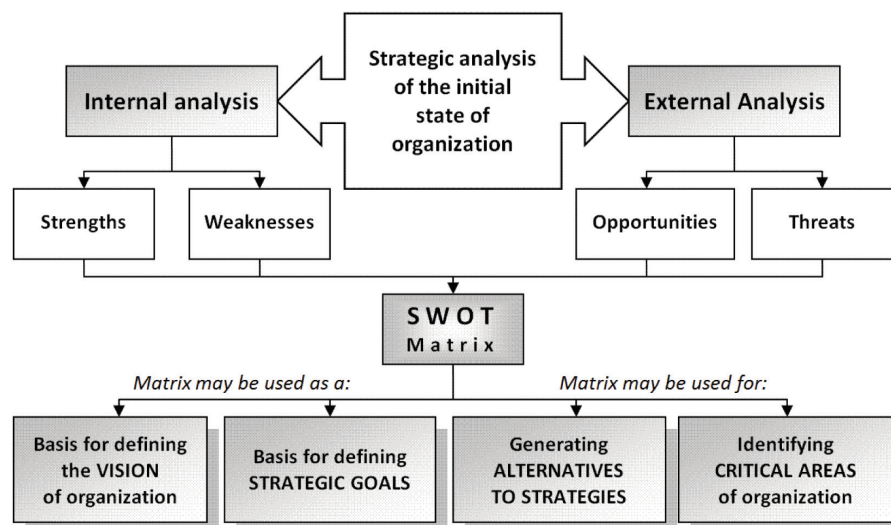 Strategic analysis
of the initial
state of
organization
Internal analysis
External Analysis
Strengths
Weaknesses
Opportunities
Threats
SWOT
Matrix
Matrix may be used as a:
Matrix may be used for:
Basis for defining
the VISION
of organization
Basis for defining
STRATEGIC GOALS
Generating
ALTERNATIVES
TO STRATEGIES
Identifying
CRITICAL AREAS
of organization